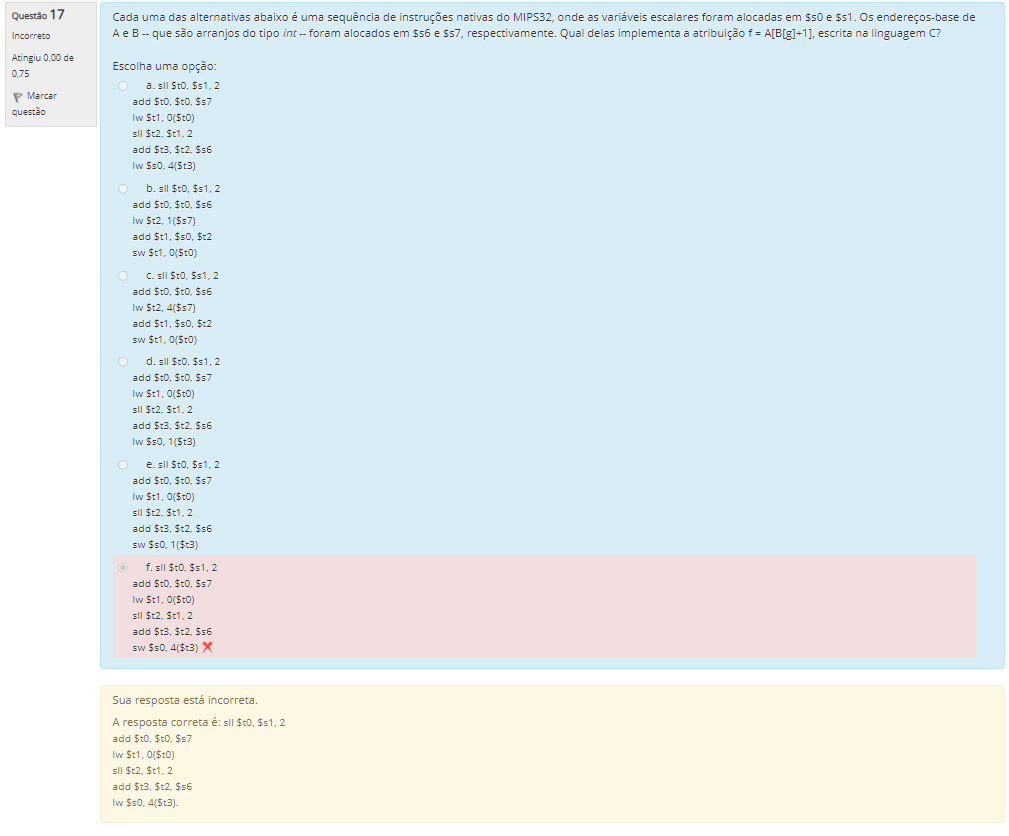 Questão 17
Incorreto
Atingiu 0,00 de
0,75
Marcar
questão
Cada uma das alternativas abaixo é uma sequência de instruções nativas do MIPS32, onde as variáveis escalares foram alocadas em $s0 e $s1. Os endereços-base de
A e B -- que são arranjos do tipo int -- foram alocados em $s6 e $s7, respectivamente. Qual delas implementa a atribuição f = A[B[g]+1], escrita na linguagem C?
Escolha uma opção:
a. sll $t0, $s1, 2
add $t0, $t0, $s7
lw $t1, 0($t0)
sll $t2, $t1, 2
add $t3, $t2, $s6
lw $s0, 4($t3)
b. sll $t0, $s1, 2
add $t0, $t0, $s6
lw $t2, 1($s7)
add $t1, $s0, $t2
sw $t1, 0($t0)
c. sll $t0, $s1, 2
add $t0, $t0, $s6
lw $t2, 4($s7)
add $t1, $s0, $t2
sw $t1, 0($t0)
d. sll $t0, $s1, 2
add $t0, $t0, $s7
lw $t1, 0($t0)
sll $t2, $t1, 2
add $t3, $t2, $s6
lw $s0, 1($t3)
e. sll $t0, $s1, 2
add $t0, $t0, $s7
lw $t1, 0($t0)
sll $t2, $t1, 2
add $t3, $t2, $s6
sw $s0, 1($t3)
f. sll $t0, $s1, 2
add $t0, $t0, $s7
lw $t1, 0($t0)
sll $t2, $t1, 2
add $t3, $t2, $s6
sw $s0, 4($t3)
Sua resposta está incorreta.
A resposta correta é: sll $t0, $s1, 2
add $t0, $t0, $s7
lw $t1, 0($t0)
sll $t2, $t1, 2
add $t3, $t2, $s6
lw $s0, 4($t3).